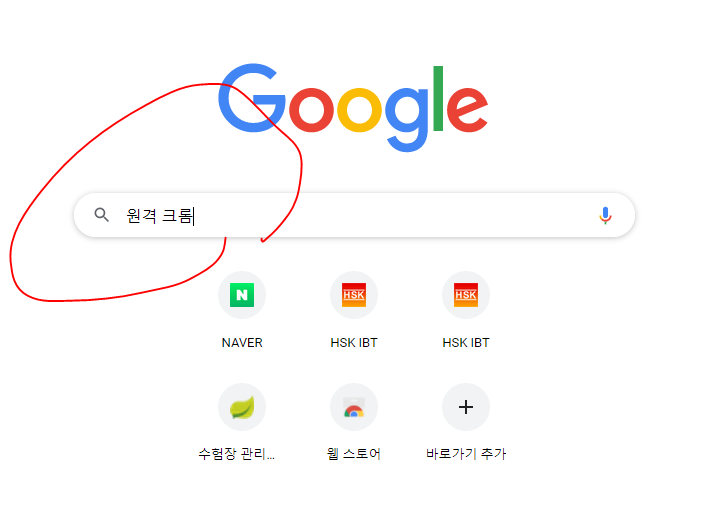 Google
원격 크롬
N
HSK
HSK
NAVER
HSK IBT
HSK IBT
수험장 관리...
웹 스토어
바로가기 추가